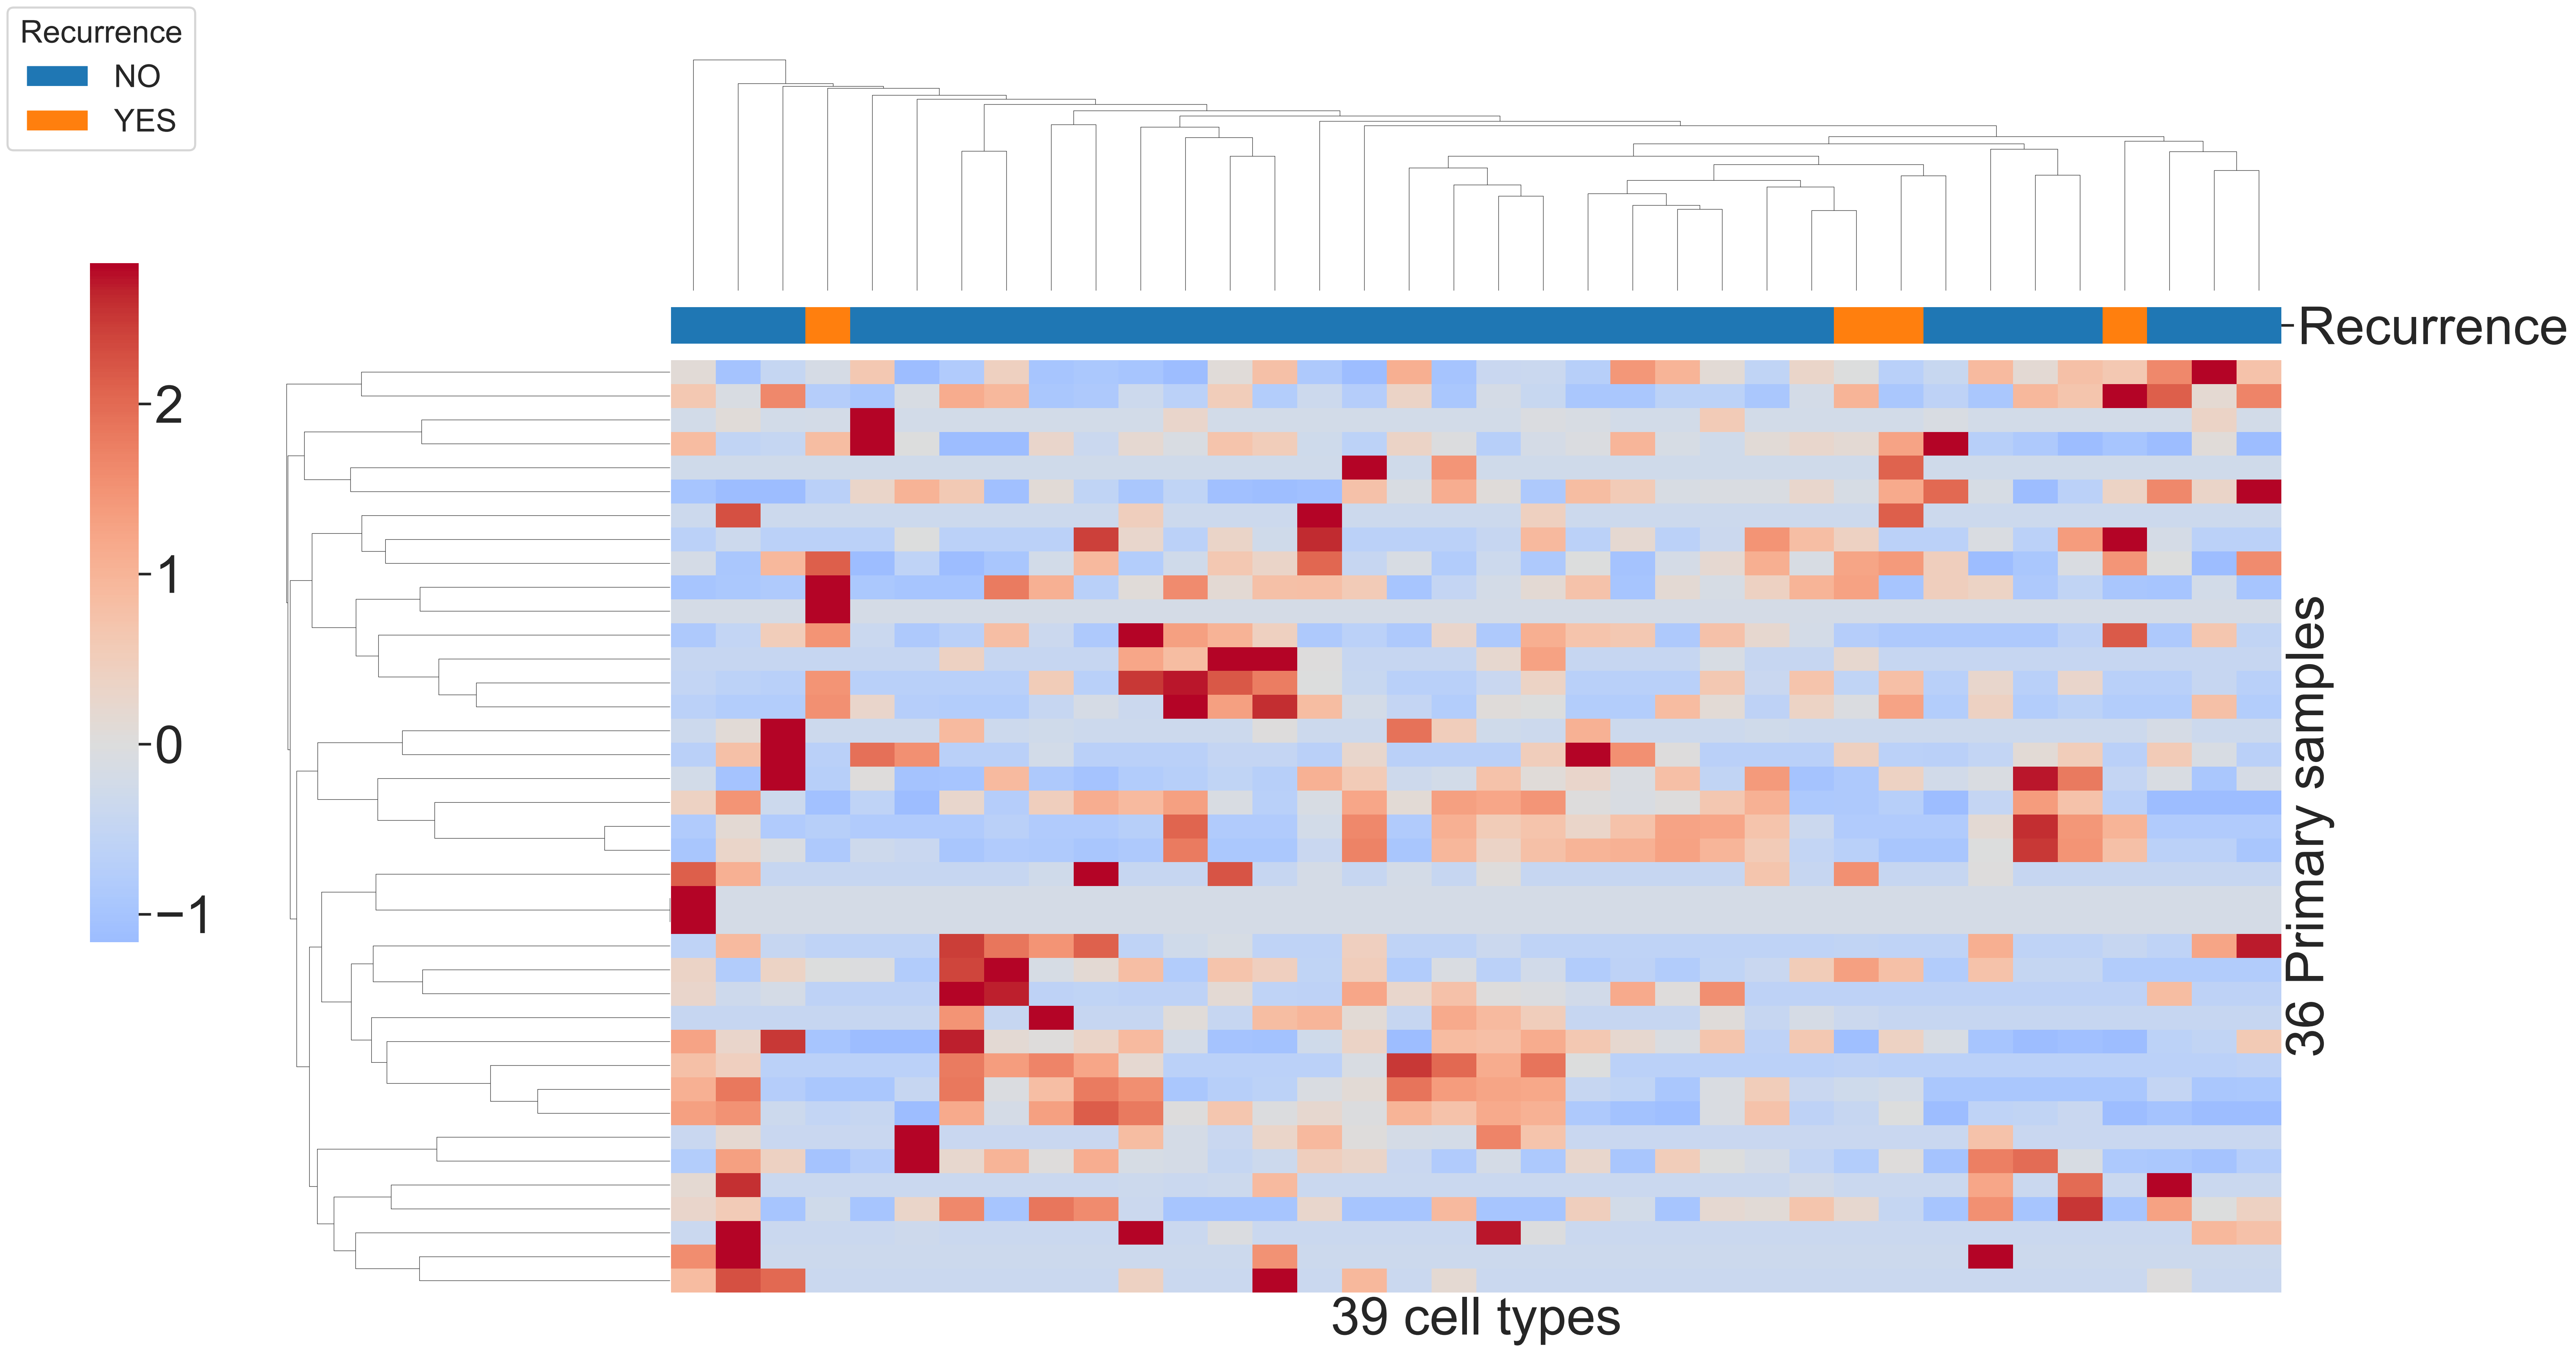 Recurrence
NO
YES
2
1
0
−1
Recurrence
36 Primary samples
39 cell types